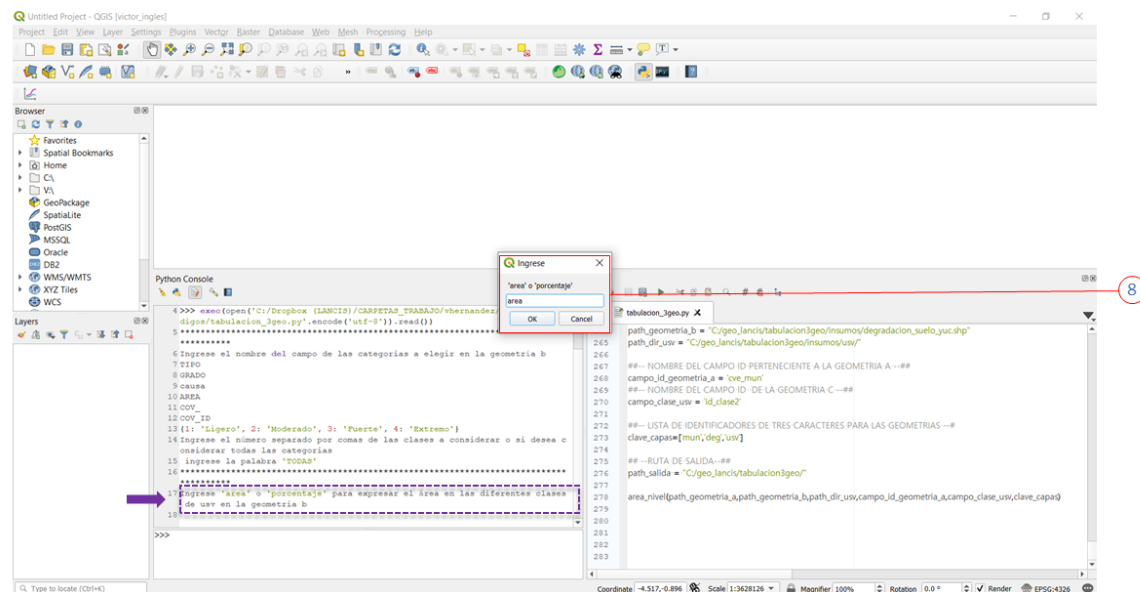 Untitled Project - QGIS [victor_ingles]
Project Edit View Layer Settings Plugins Vector Raster Database Web Mesh Processing Help
Browser
Favorites
Spatial Bookmarks
Home
C:\
V:\
GeoPackage
SpatiaLite
PostGIS
MSSQL
Oracle
DB2
WMS/WMTS
XYZ Tiles
WCS
Layers
Type to locate (Ctrl+K)
Python Console
4 >>> exec(open('C:/Dropbox (LANCIS)/CARPETAS_TRABAJO/vhernandez/
digos/tabulacion_3geo.py'.encode('utf-8')).read())
6 Ingrese el nombre del campo de las categorias a elegir en la geometria b
7 TIPO
8 GRADO
9 causa
10 AREA
11 COV_
12 COV_ID
13 {1: 'Ligero', 2: 'Moderado', 3: 'Fuerte', 4: 'Extremo'}
14 Ingrese el número separado por comas de las clases a considerar o si desea c
onsiderar todas las categorias
15 ingrese la palabra 'TODAS'
16 ****
17 Ingrese 'area' o 'porcentaje' para expresar el área en las diferentes clases
de usv en la geometria b
18
>>>
Ingrese
'area' o 'porcentaje'
area
OK Cancel
8
tabulacion_3geo.py
path_geometria_b = "C:/geo_lancis/tabulacion3geo/insumos/degradacion_suelo_yuc.shp"
265 path_dir_usv = "C:/geo_lancis/tabulacion3geo/insumos/usv/"
266
267 ##-- NOMBRE DEL CAMPO ID PERTENECIENTE A LA GEOMETRIA A --##
268 campo_id_geometria_a = 'cve_mun'
269 ##-- NOMBRE DEL CAMPO ID DE LA GEOMETRIA C --##
270 campo_clase_usv = 'id_clase2'
271
272 ##-- LISTA DE IDENTIFICADORES DE TRES CARACTERES PARA LAS GEOMETRIAS --#
273 clave_capas=['mun','deg','usv']
274
275 ## --RUTA DE SALIDA--##
276 path_salida = "C:/geo_lancis/tabulacion3geo/"
277
278 area_nivel(path_geometria_a,path_geometria_b,path_dir_usv,campo_id_geometria_a,campo_clase_usv,clave_capas)
279
280
281
282
283
Coordinate -4.517,-0.896 Scale 1:3628126 Magnifier 100% Rotation 0.0 ° Render EPSG:4326